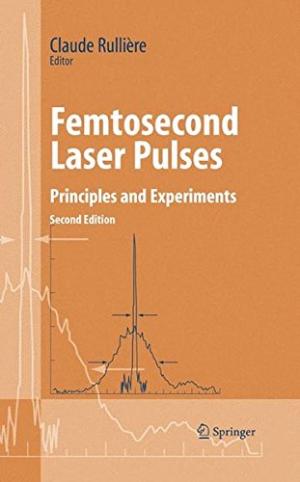 Claude Rullière
Editor
Femtosecond
Laser Pulses
Principles and Experiments
Second Edition
Springer